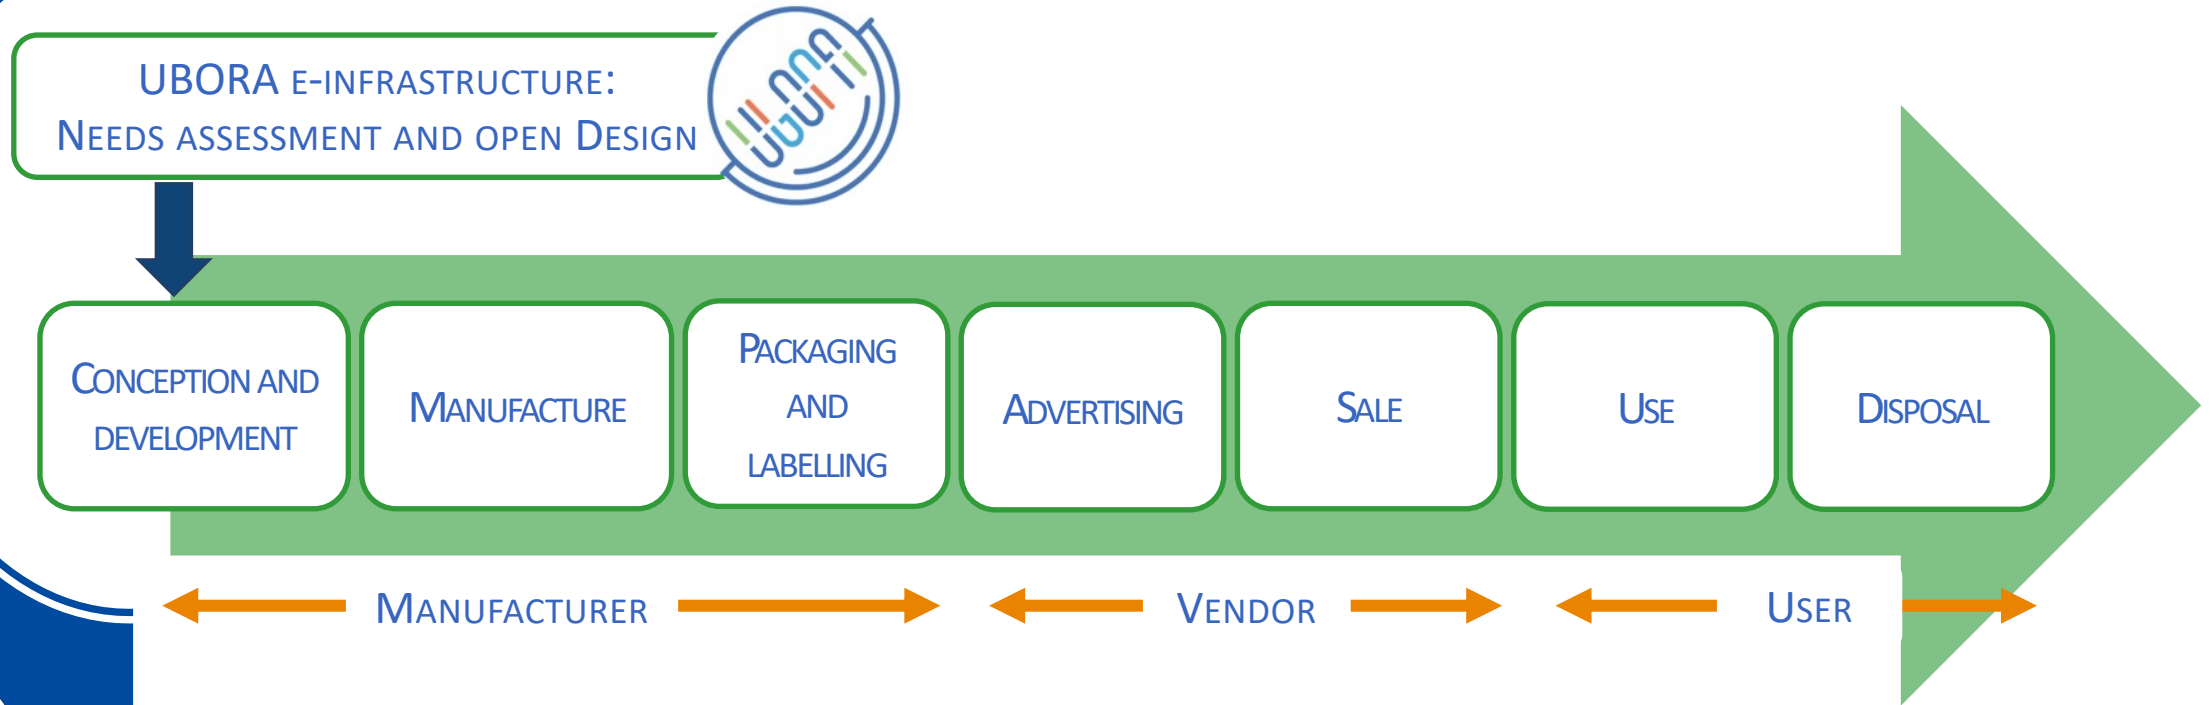 UBORA E-INFRASTRUCTURE:
NEEDS ASSESSMENT AND OPEN DESIGN
CONCEPTION AND
DEVELOPMENT
MANUFACTURE
PACKAGING
AND
LABELLING
ADVERTISING
SALE
USE
DISPOSAL
MANUFACTURER
VENDOR
USER